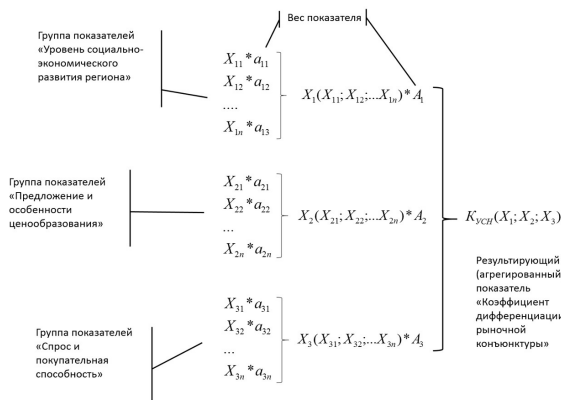 Вес показателя
Группа показателей
«Уровень социально-
экономического
развития региона»
X₁₁ * a₁₁
X₁₂ * a₁₂
....
X₁ₙ * a₁₃
X₁(X₁₁; X₁₂;...X₁ₙ) * A₁
Группа показателей
«Предложение и
особенности
ценообразования»
X₂₁ * a₂₁
X₂₂ * a₂₂
...
X₂ₙ * a₂ₙ
X₂(X₂₁; X₂₂;...X₂ₙ) * A₂
K_УСН(X₁; X₂; X₃)
Результирующий
(агрегированный
показатель
«Коэффициент
дифференциации
рыночной
конъюнктуры»
Группа показателей
«Спрос и
покупательная
способность»
X₃₁ * a₃₁
X₃₂ * a₃₂
...
X₃ₙ * a₃ₙ
X₃(X₃₁; X₃₂;...X₃ₙ) * A₃